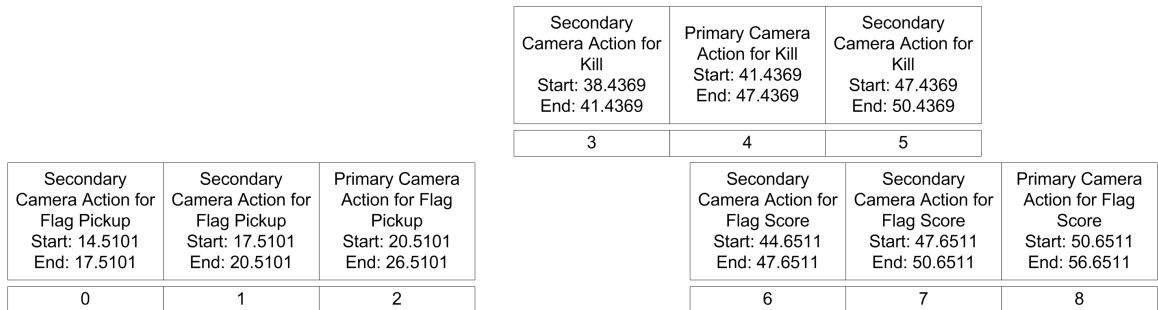 Secondary
Camera Action for
Kill
Start: 38.4369
End: 41.4369
Primary Camera
Action for Kill
Start: 41.4369
End: 47.4369
Secondary
Camera Action for
Kill
Start: 47.4369
End: 50.4369
3
4
5
Secondary
Camera Action for
Flag Pickup
Start: 14.5101
End: 17.5101
Secondary
Camera Action for
Flag Pickup
Start: 17.5101
End: 20.5101
Primary Camera
Action for Flag
Pickup
Start: 20.5101
End: 26.5101
Secondary
Camera Action for
Flag Score
Start: 44.6511
End: 47.6511
Secondary
Camera Action for
Flag Score
Start: 47.6511
End: 50.6511
Primary Camera
Action for Flag
Score
Start: 50.6511
End: 56.6511
0
1
2
6
7
8